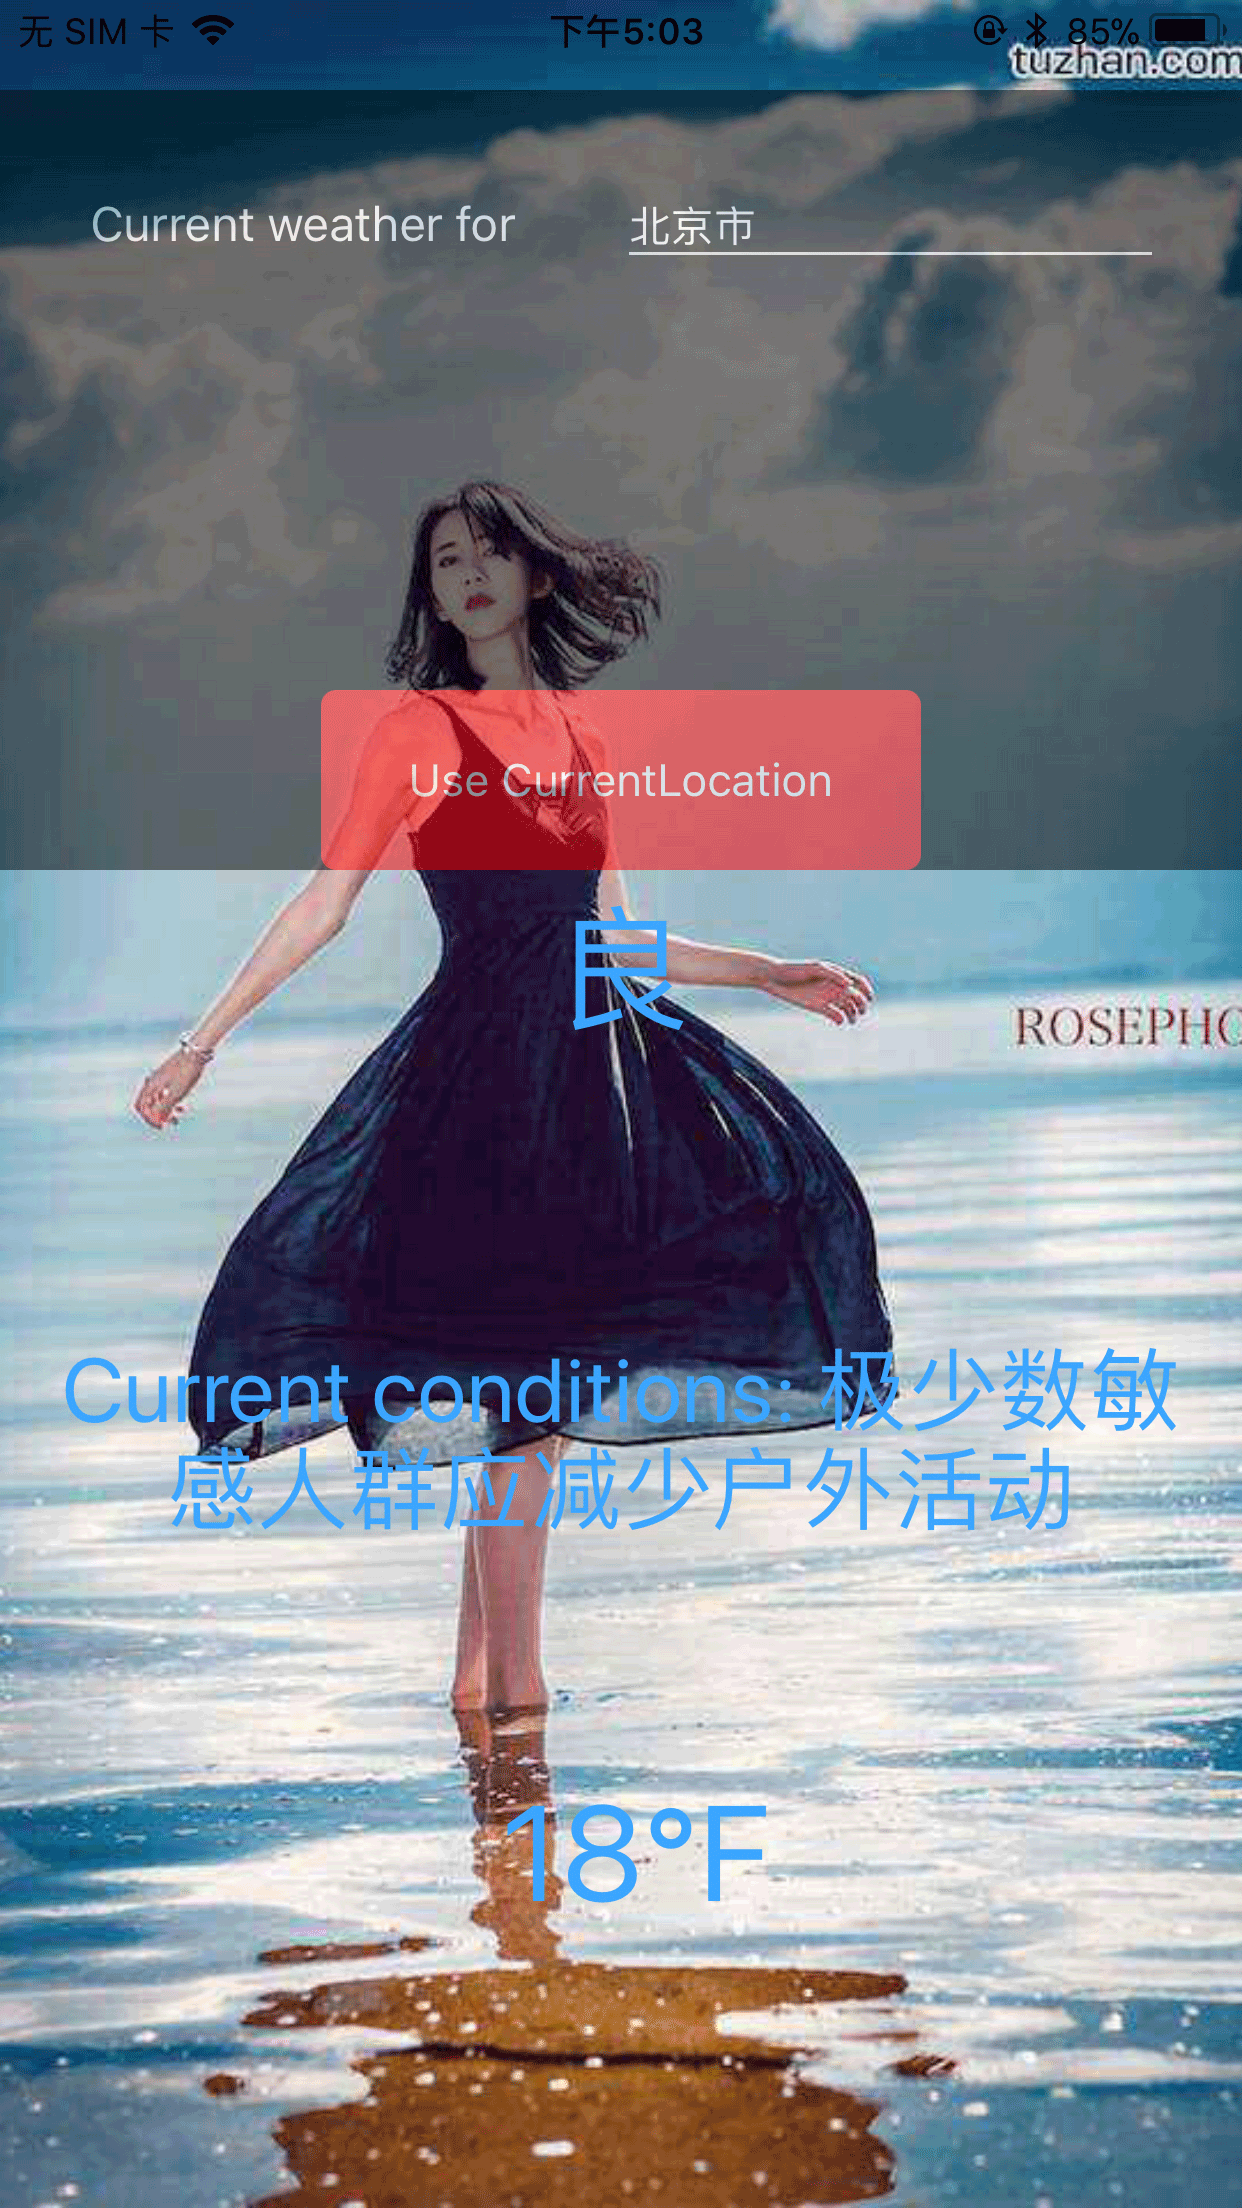 无 SIM 卡
下午5:03
85%
tuzhan.com
Current weather for
北京市
Use CurrentLocation
良
ROSEPHO
Current conditions: 极少数敏
感人群应减少户外活动
18°F